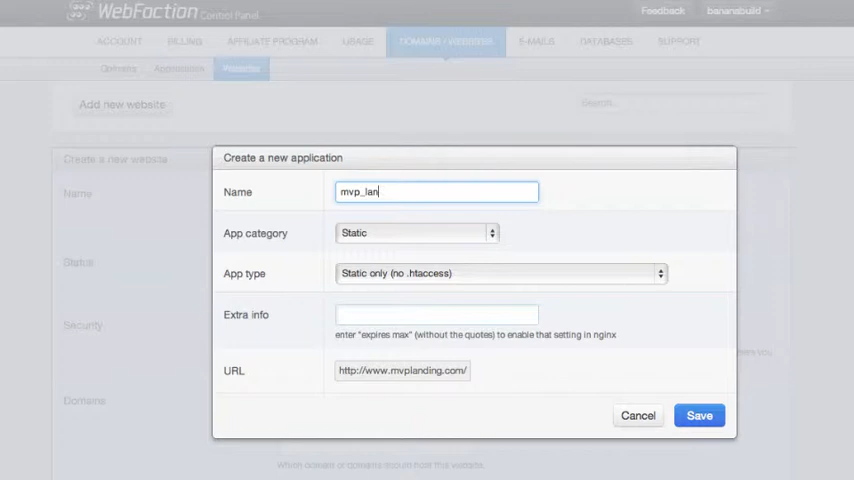 WebFaction
Control Panel
Feedback
bananabuild
ACCOUNT
BILLING
AFFILIATE PROGRAM
USAGE
DOMAINS / WEBSITES
E-MAILS
DATABASES
SUPPORT
Domains
Applications
Websites
Add new website
Search...
Create a new website
Name
Status
Security
Domains
Create a new application
Name
mvp_lan
App category
Static
App type
Static only (no .htaccess)
Extra info
enter "expires max" (without the quotes) to enable that setting in nginx
URL
http://www.mvplanding.com/
Cancel
Save
Which domain or domains should host this website.